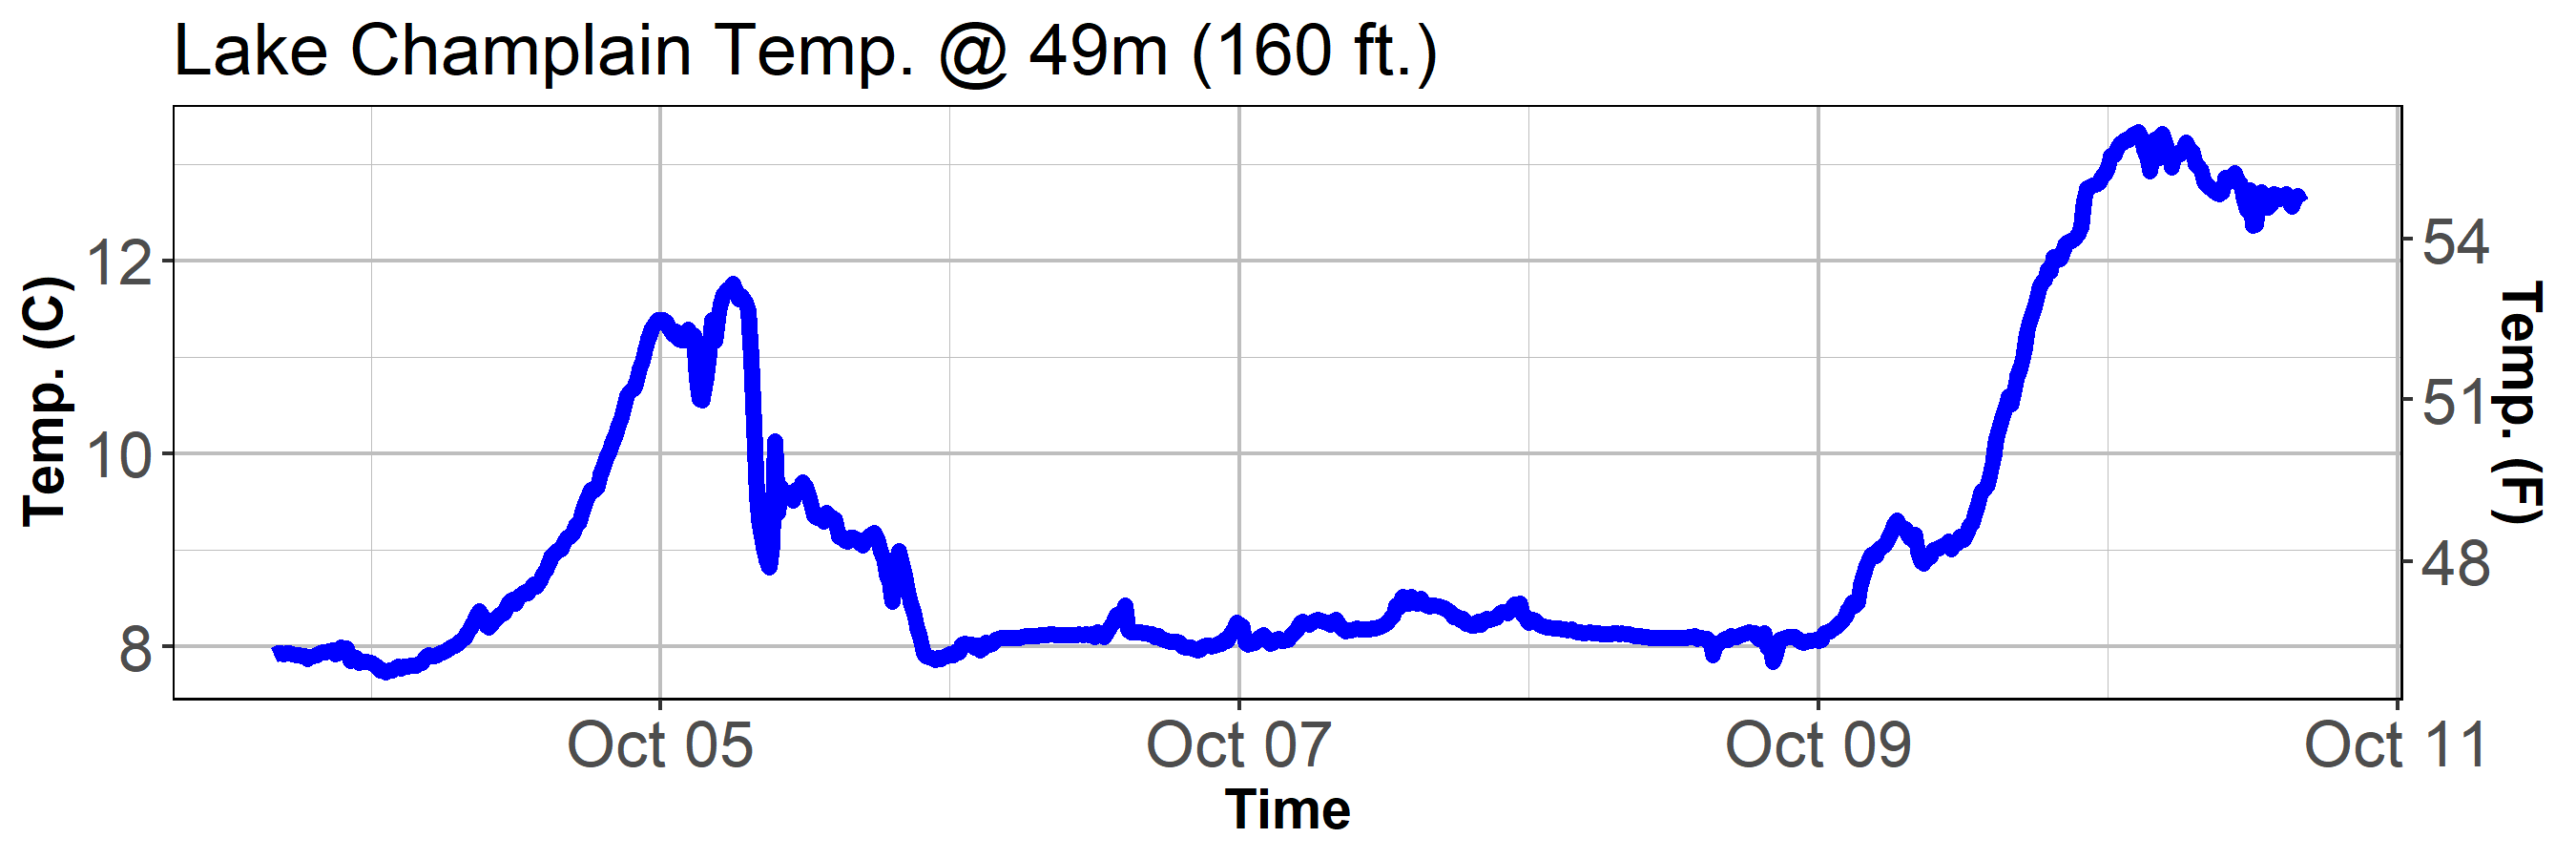 Lake Champlain Temp. @ 49m (160 ft.)
Temp. (C)
12
10
8
54
51
48
Temp. (F)
Oct 05 Oct 07 Oct 09 Oct 11
Time